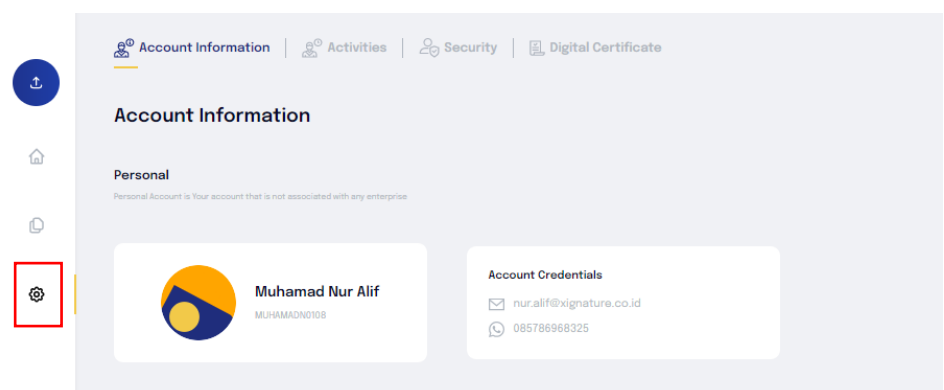 Account Information
Activities
Security
Digital Certificate
Account Information
Personal
Personal Account is Your account that is not associated with any enterprise
Muhamad Nur Alif
MUHAMADN0108
Account Credentials
nur.alif@xignature.co.id
085786968325